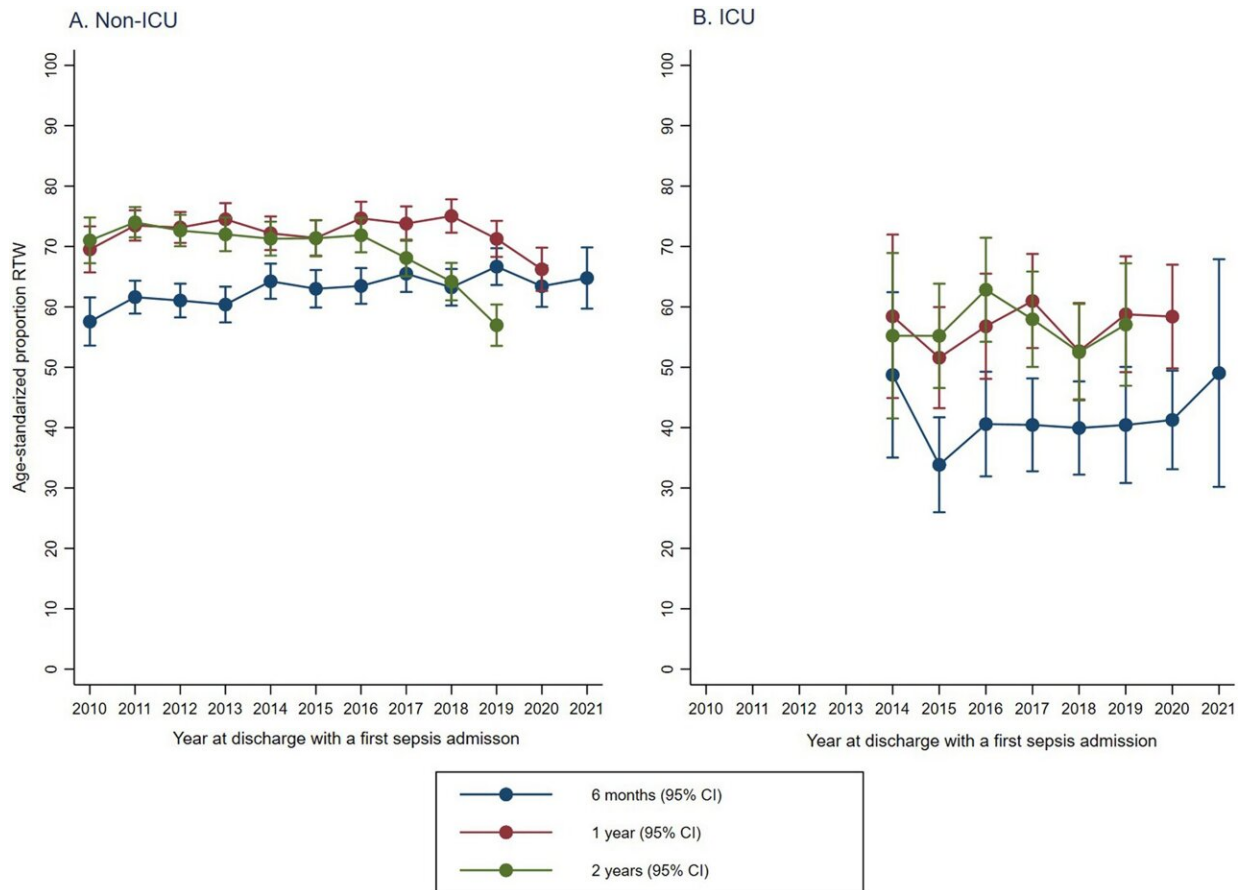 A. Non-ICU
B. ICU
Age-standarized proportion RTW
100
90
80
70
60
50
40
30
20
10
0
2010 2011 2012 2013 2014 2015 2016 2017 2018 2019 2020 2021
Year at discharge with a first sepsis admisson
100
90
80
70
60
50
40
30
20
10
0
2010 2011 2012 2013 2014 2015 2016 2017 2018 2019 2020 2021
Year at discharge with a first sepsis admission
6 months (95% CI)
1 year (95% CI)
2 years (95% CI)